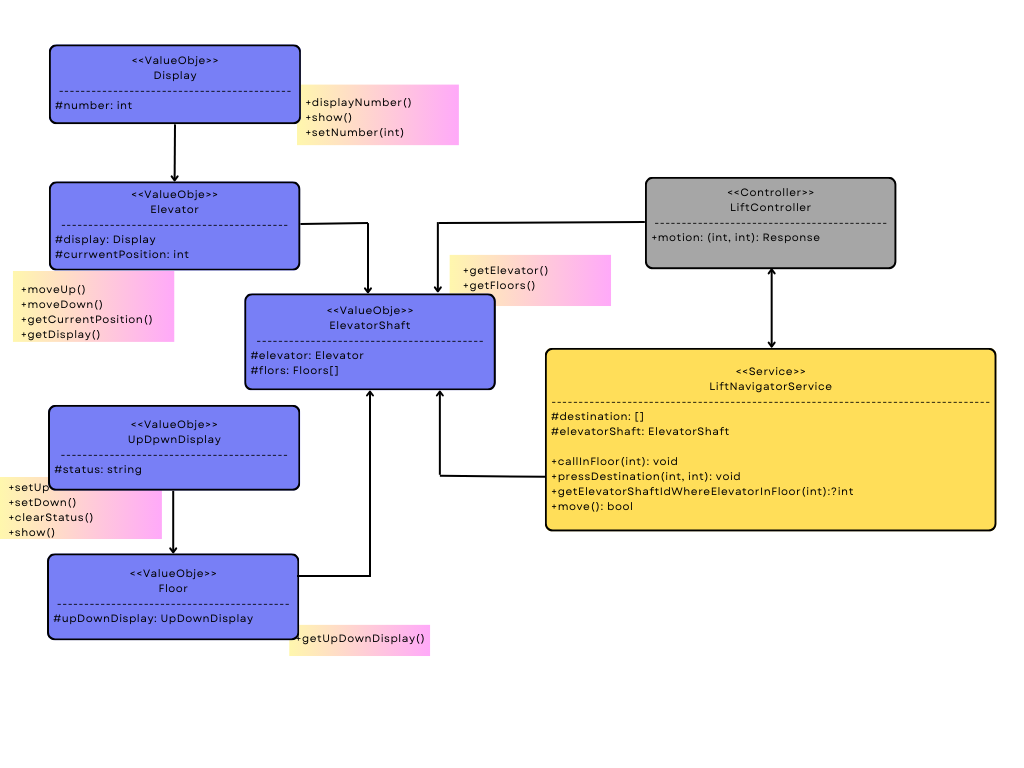 <<ValueObje>>
Display
#number: int
+displayNumber()
+show()
+setNumber(int)
<<ValueObje>>
Elevator
#display: Display
#currwentPosition: int
+moveUp()
+moveDown()
+getCurrentPosition()
+getDisplay()
<<Controller>>
LiftController
+motion: (int, int): Response
+getElevator()
+getFloors()
<<ValueObje>>
ElevatorShaft
#elevator: Elevator
#flors: Floors[]
<<Service>>
LiftNavigatorService
#destination: []
#elevatorShaft: ElevatorShaft
+callInFloor(int): void
+pressDestination(int, int): void
+getElevatorShaftIdWhereElevatorInFloor(int):?int
+move(): bool
<<ValueObje>>
UpDpwnDisplay
#status: string
+setUp
+setDown()
+clearStatus()
+show()
<<ValueObje>>
Floor
#upDownDisplay: UpDownDisplay
+getUpDownDisplay()